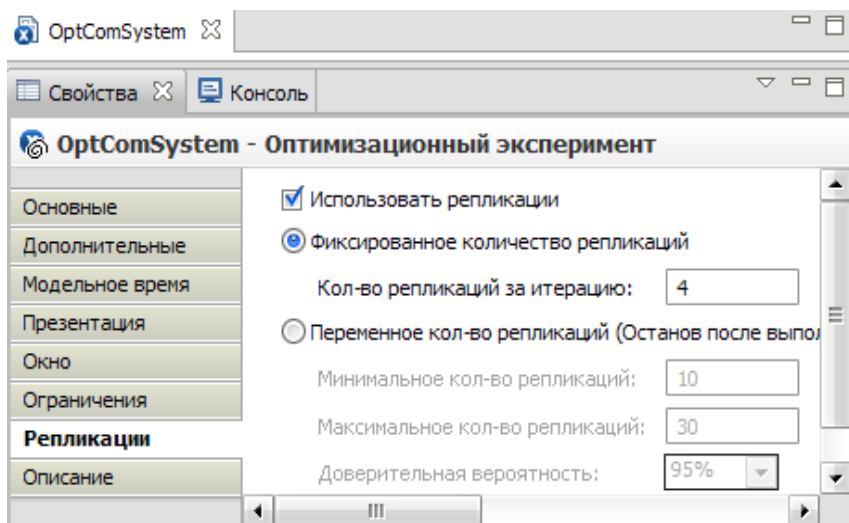 OptComSystem
Свойства Консоль
OptComSystem - Оптимизационный эксперимент
Основные
Дополнительные
Модельное время
Презентация
Окно
Ограничения
Репликации
Описание
Использовать репликации
Фиксированное количество репликаций
Кол-во репликаций за итерацию: 4
Переменное кол-во репликаций (Останов после выпол
Минимальное кол-во репликаций: 10
Максимальное кол-во репликаций: 30
Доверительная вероятность: 95%